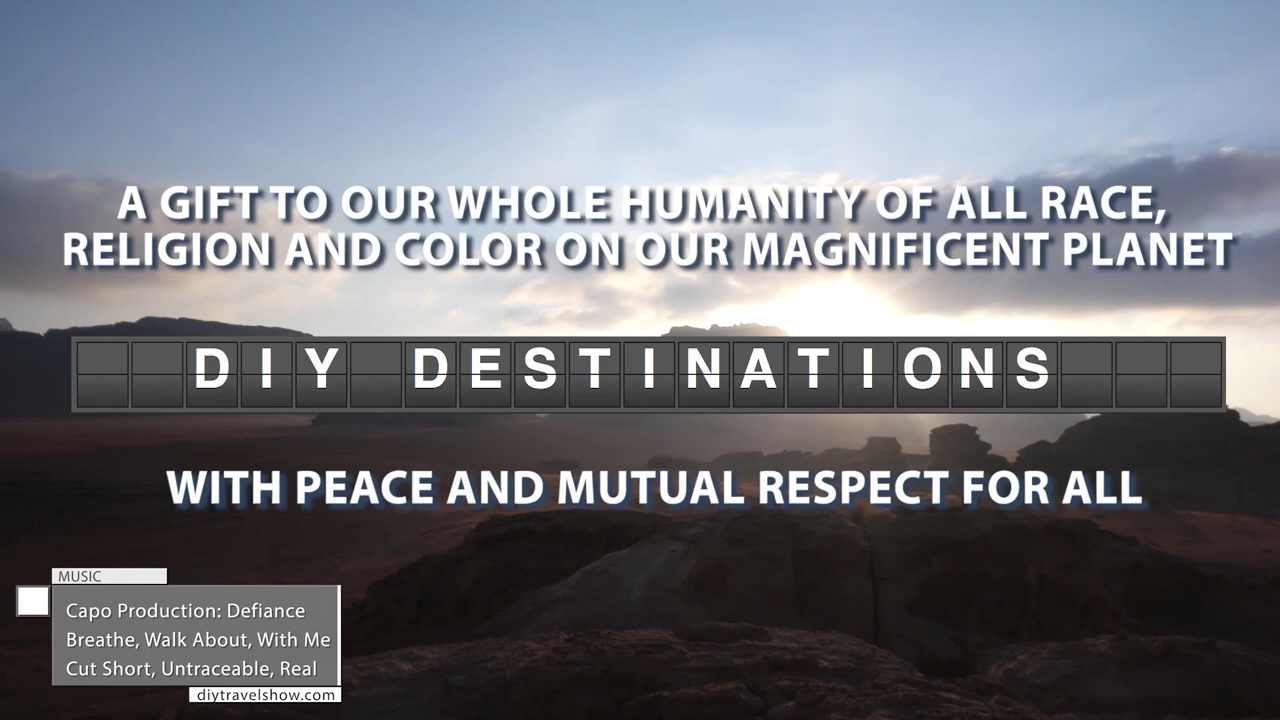 A GIFT TO OUR WHOLE HUMANITY OF ALL RACE,
RELIGION AND COLOR ON OUR MAGNIFICENT PLANET
DIY DESTINATIONS
WITH PEACE AND MUTUAL RESPECT FOR ALL
MUSIC
Capo Production: Defiance
Breathe, Walk About, With Me
Cut Short, Untraceable, Real
diytravelshow.com